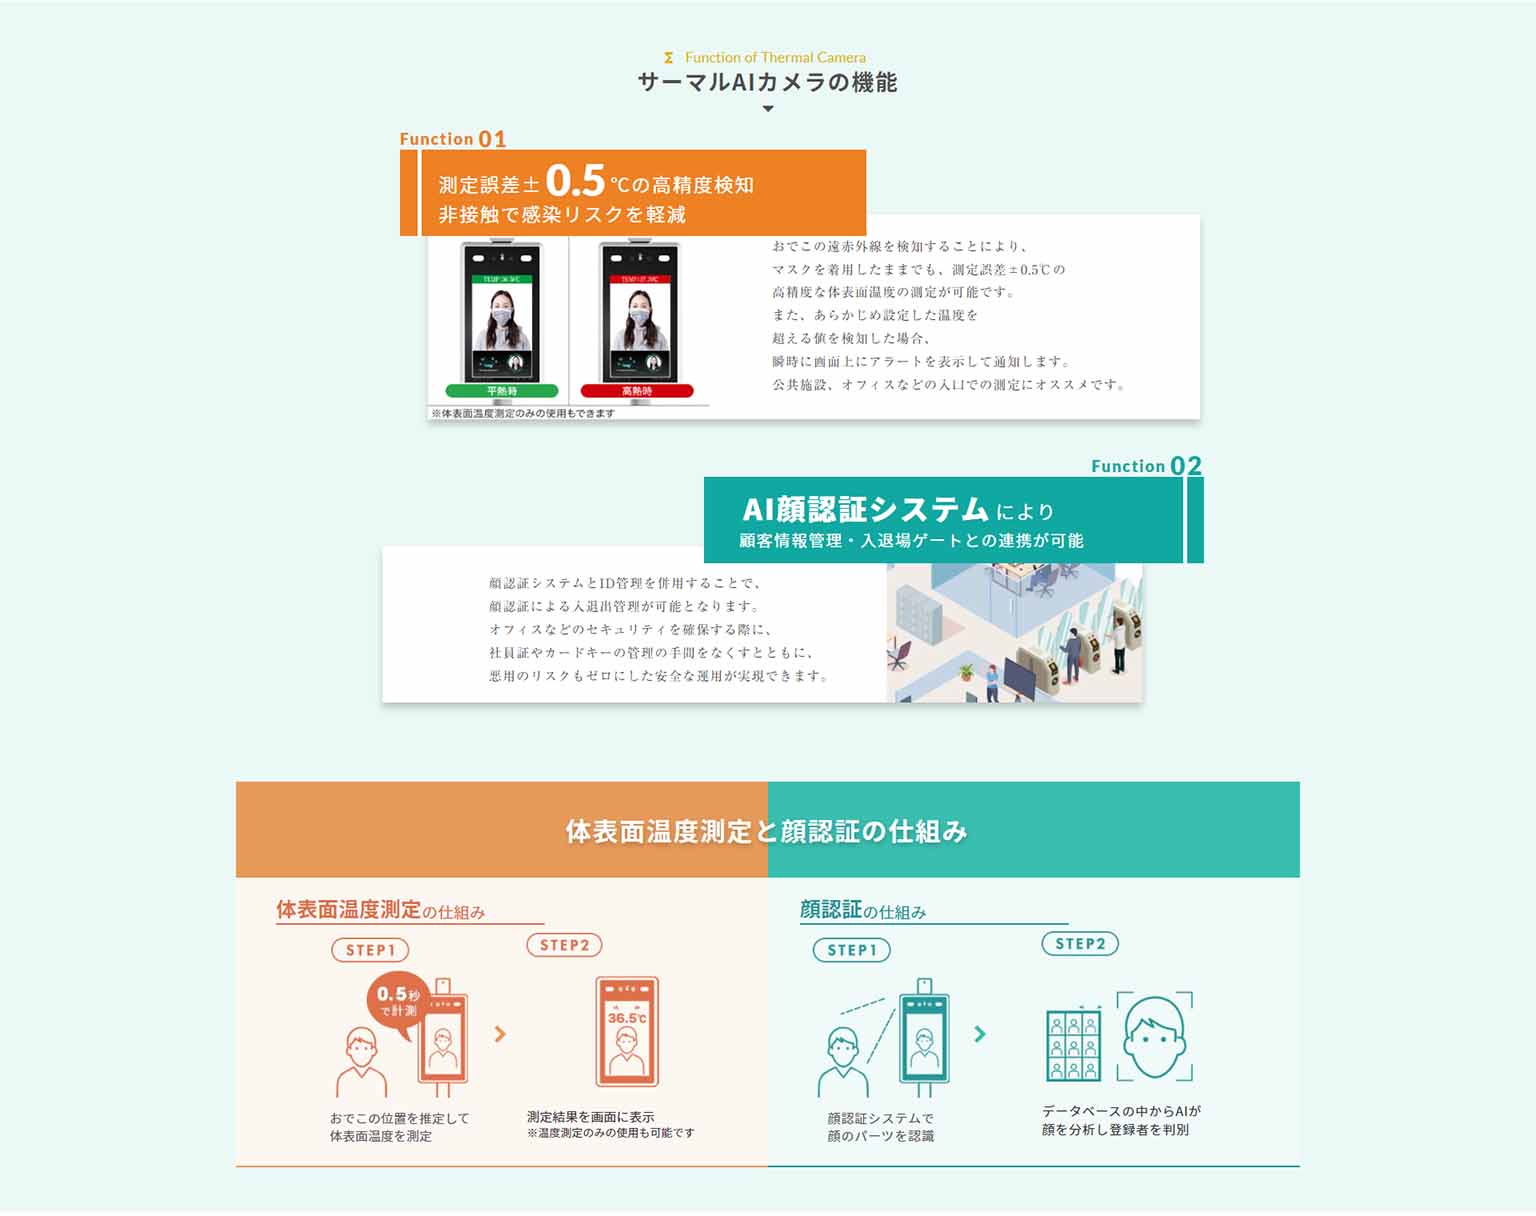 Function of Thermal Camera
サーマルAIカメラの機能
Function 01
測定誤差± 0.5 ℃の高精度検知
非接触で感染リスクを軽減
おでこの遠赤外線を検知することにより、
マスクを着用したままでも、測定誤差±0.5℃の
高精度な体表面温度の測定が可能です。
また、あらかじめ設定した温度を
超える値を検知した場合、
瞬時に画面上にアラートを表示して通知します。
公共施設、オフィスなどの入口での測定にオススメです。
平熱時
高熱時
※体表面温度測定のみの使用もできます
Function 02
AI顔認証システムにより
顧客情報管理・入退場ゲートとの連携が可能
顔認証システムとID管理を併用することで、
顔認証による入退出管理が可能となります。
オフィスなどのセキュリティを確保する際に、
社員証やカードキーの管理の手間をなくすとともに、
悪用のリスクもゼロにした安全な運用が実現できます。
体表面温度測定と顔認証の仕組み
体表面温度測定の仕組み
STEP1
0.5秒
で計測
おでこの位置を推定して
体表面温度を測定
STEP2
36.5℃
測定結果を画面に表示
※温度測定のみの使用も可能です
顔認証の仕組み
STEP1
顔認証システムで
顔のパーツを認識
STEP2
データベースの中からAIが
顔を分析し登録者を判別